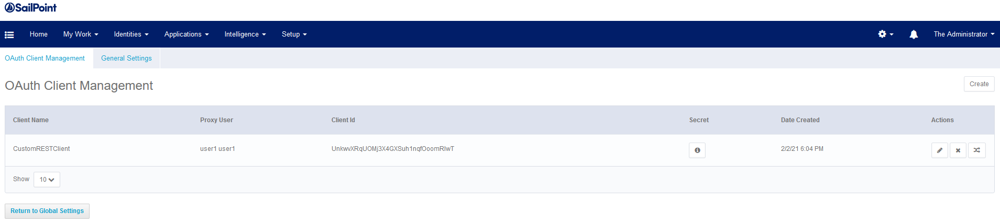 SailPoint
Home My Work Identities Applications Intelligence Setup The Administrator
OAuth Client Management General Settings
OAuth Client Management
Create
Client Name Proxy User Client Id Secret Date Created Actions
CustomRESTClient user1 user1 UnkwvXRqUOMj3X4GXSuh1nqfOoomRlwT 2/2/21 6:04 PM
Show 10
Return to Global Settings